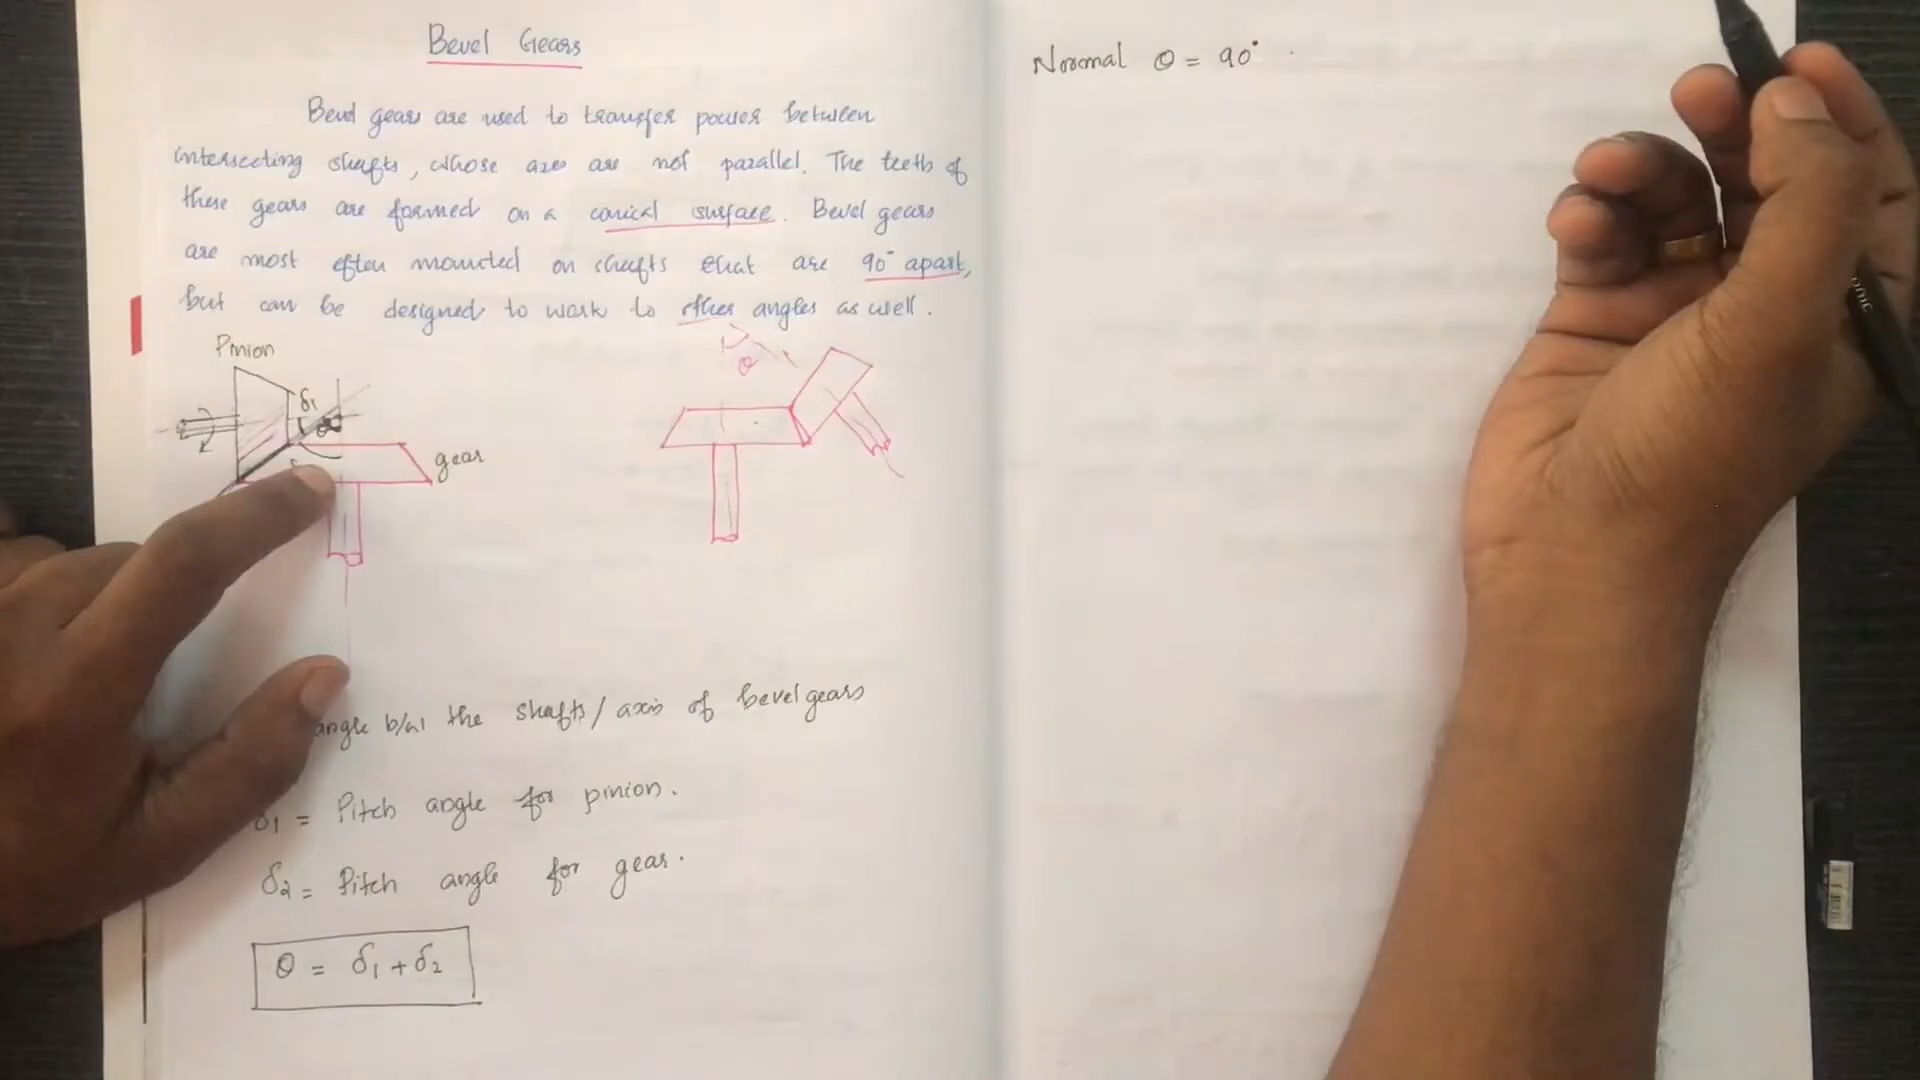 Bevel Gears
Bevel gears are used to transfer power between
intersecting shafts, whose axes are not parallel. The teeth of
these gears are formed on a conical surface. Bevel gears
are most often mounted on shafts that are 90° apart,
but can be designed to work to other angles as well.
Pinion
δ1
θ
gear
θ
angle b/w the shafts/axis of bevel gears
δ1 = Pitch angle for pinion.
δ2 = Pitch angle for gear.
θ = δ1 + δ2
Normal θ = 90°